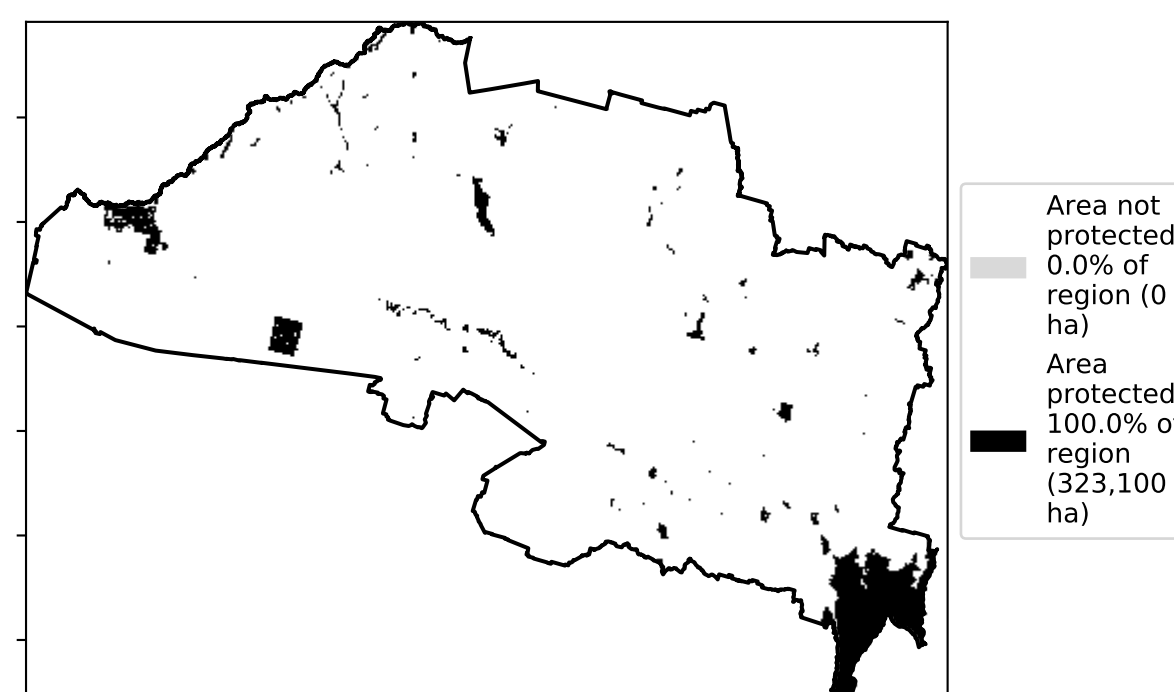 Area not
protected
0.0% of
region (0
ha)
Area
protected
100.0% o
region
(323,100
ha)